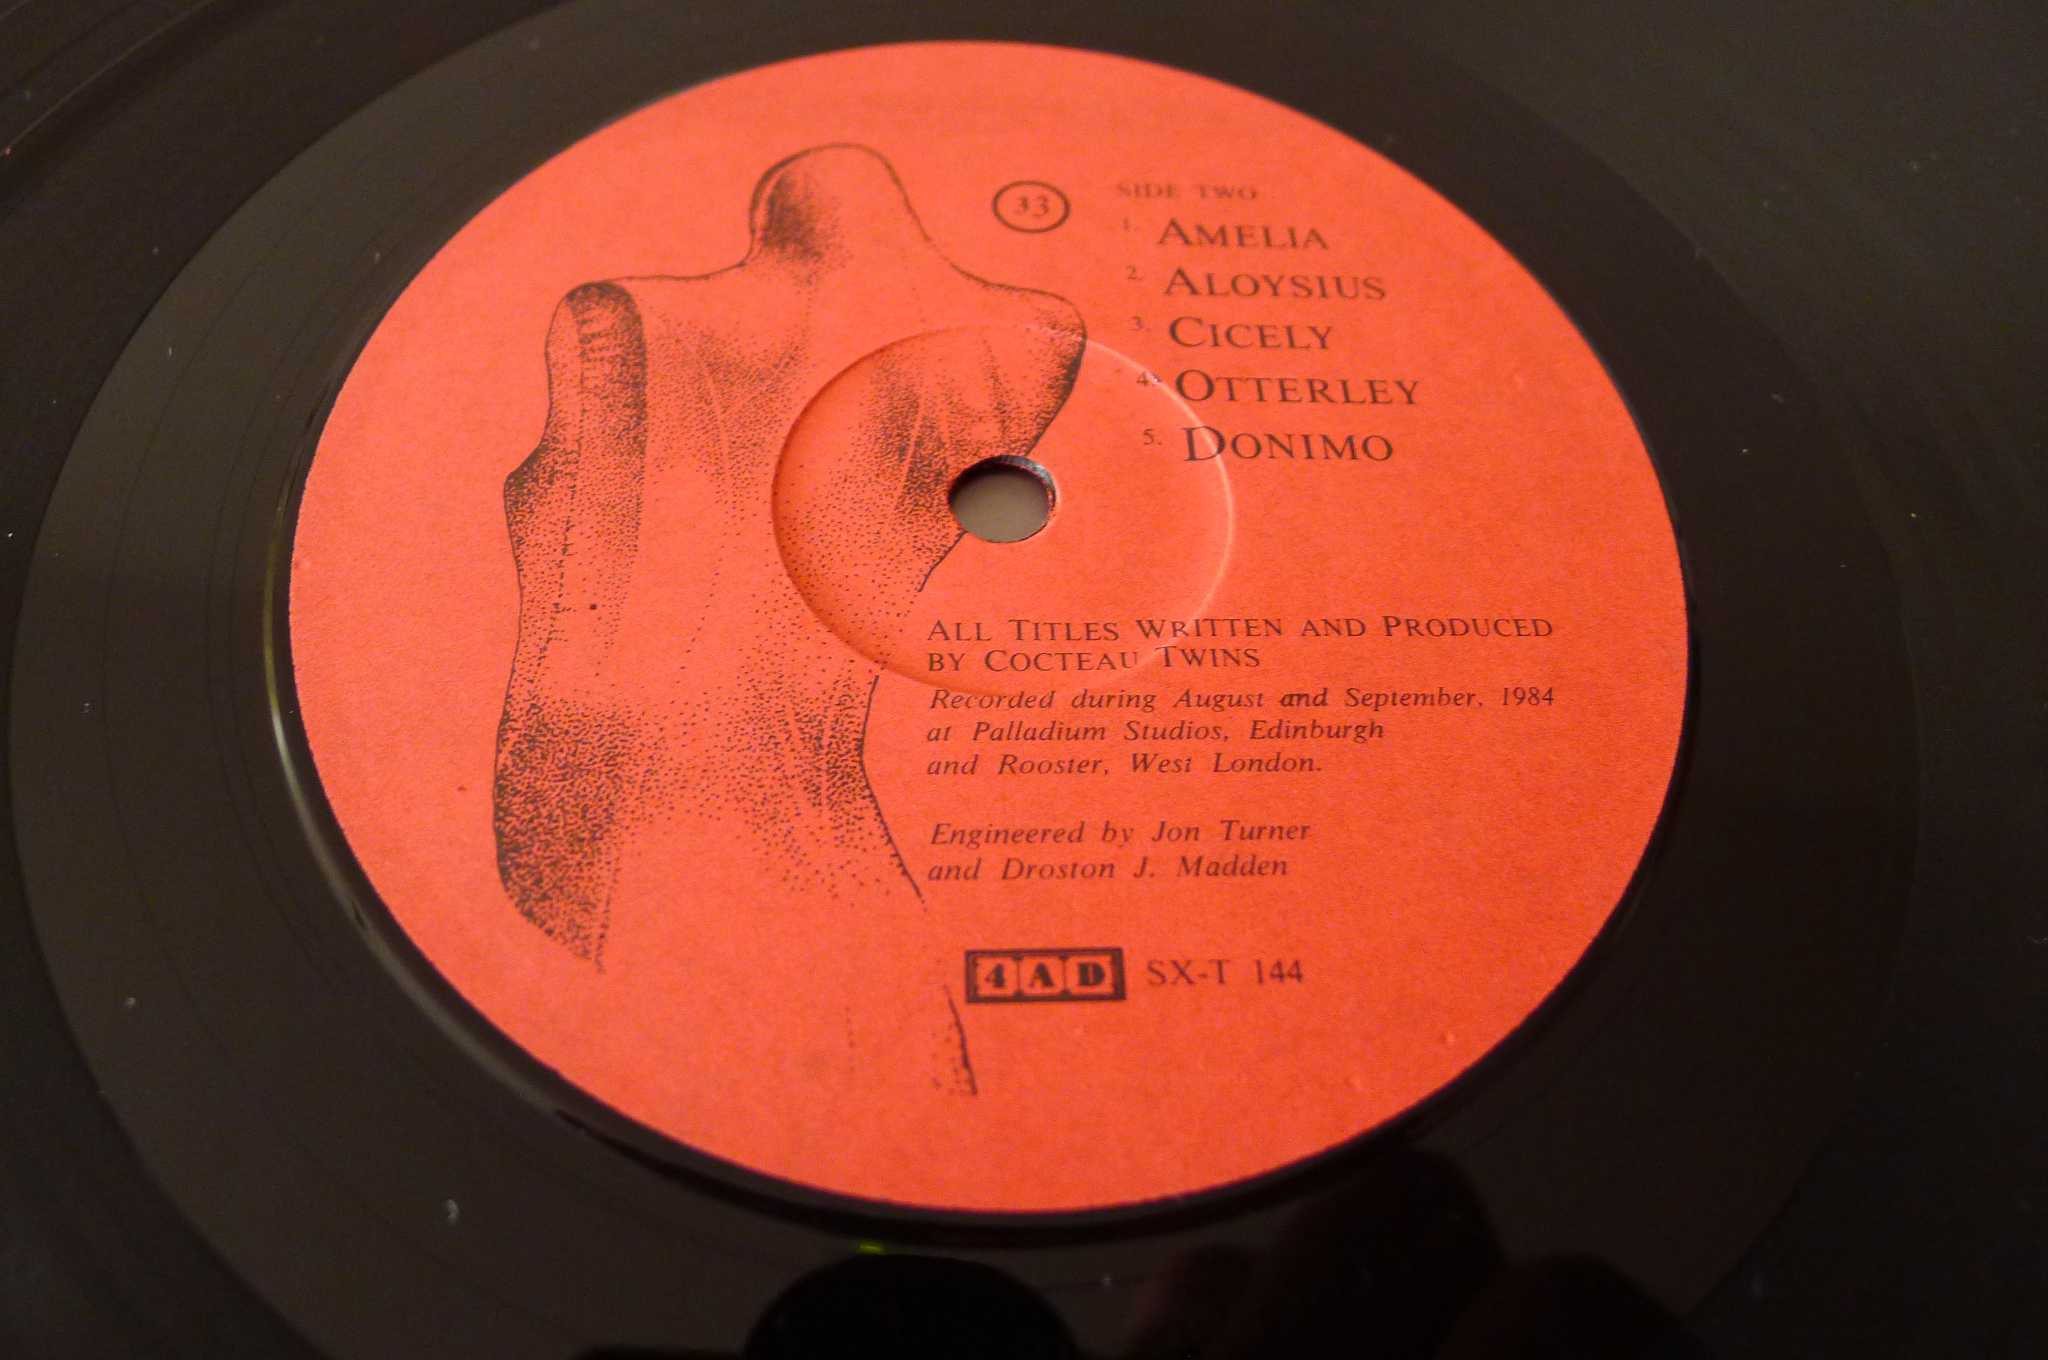 33
SIDE TWO
1. AMELIA
2. ALOYSIUS
3. CICELY
4. OTTERLEY
5. DONIMO
ALL TITLES WRITTEN AND PRODUCED
BY COCTEAU TWINS
Recorded during August and September, 1984
at Palladium Studios, Edinburgh
and Rooster, West London.
Engineered by Jon Turner
and Droston J. Madden
4AD SX-T 144